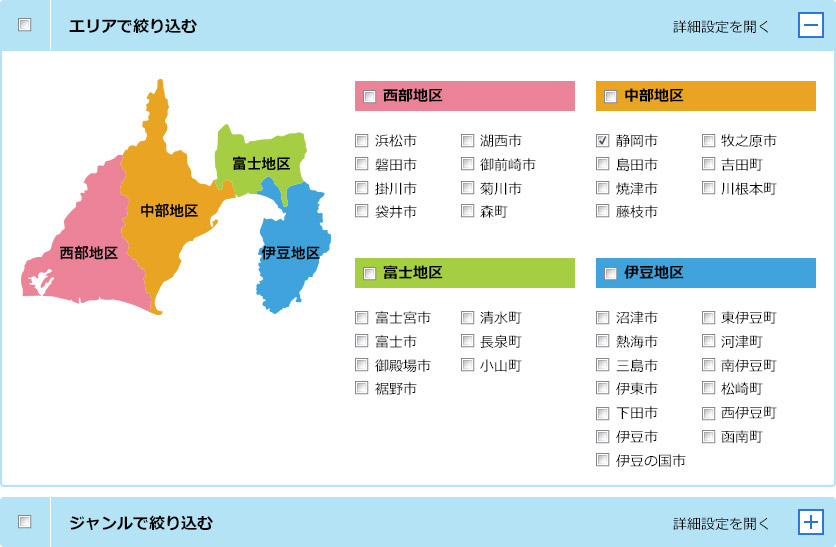 エリアで絞り込む
詳細設定を開く
富士地区
中部地区
西部地区
伊豆地区
西部地区
浜松市 湖西市
磐田市 御前崎市
掛川市 菊川市
袋井市 森町
中部地区
静岡市 牧之原市
島田市 吉田町
焼津市 川根本町
藤枝市
富士地区
富士宮市 清水町
富士市 長泉町
御殿場市 小山町
裾野市
伊豆地区
沼津市 東伊豆町
熱海市 河津町
三島市 南伊豆町
伊東市 松崎町
下田市 西伊豆町
伊豆市 函南町
伊豆の国市
ジャンルで絞り込む
詳細設定を開く